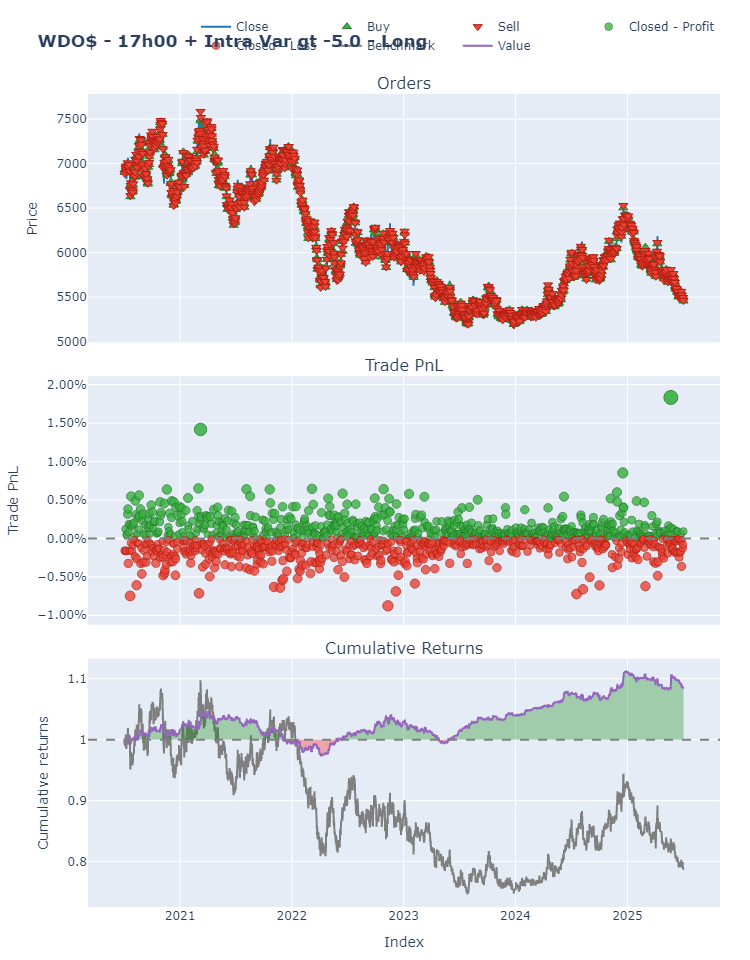 Close Buy Sell Closed - Profit
Closed - Loss Benchmark Value
WDO$ - 17h00 + Intra Var gt -5.0 - Long
Orders
7500
7000
6500
6000
5500
5000
Price
Trade PnL
2.00%
1.50%
1.00%
0.50%
0.00%
−0.50%
−1.00%
Trade PnL
Cumulative Returns
1.1
1
0.9
0.8
Cumulative returns
2021 2022 2023 2024 2025
Index